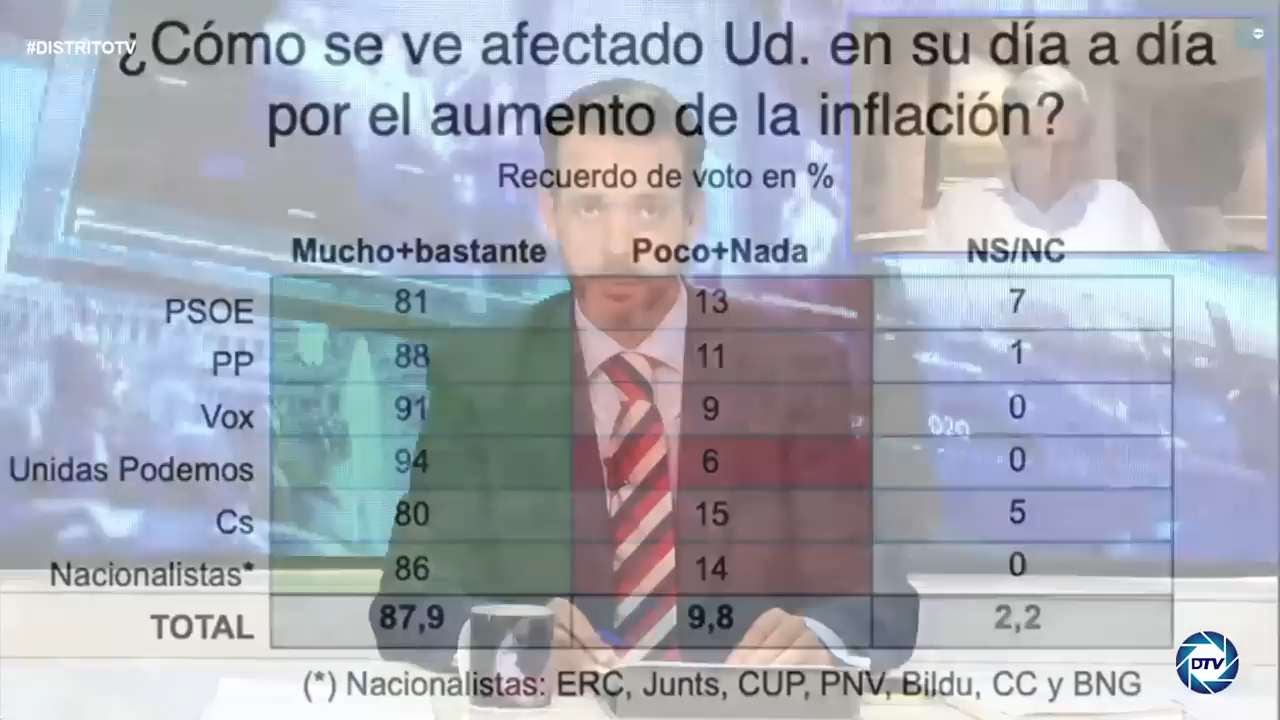 #DISTRITOTV
¿Cómo se ve afectado Ud. en su día a día
por el aumento de la inflación?
Recuerdo de voto en %
Mucho+bastante Poco+Nada NS/NC
PSOE 81 13 7
PP 88 11 1
Vox 91 9 0
Unidas Podemos 94 6 0
Cs 80 15 5
Nacionalistas* 86 14 0
TOTAL 87,9 9,8 2,2
(*) Nacionalistas: ERC, Junts, CUP, PNV, Bildu, CC y BNG
DTV